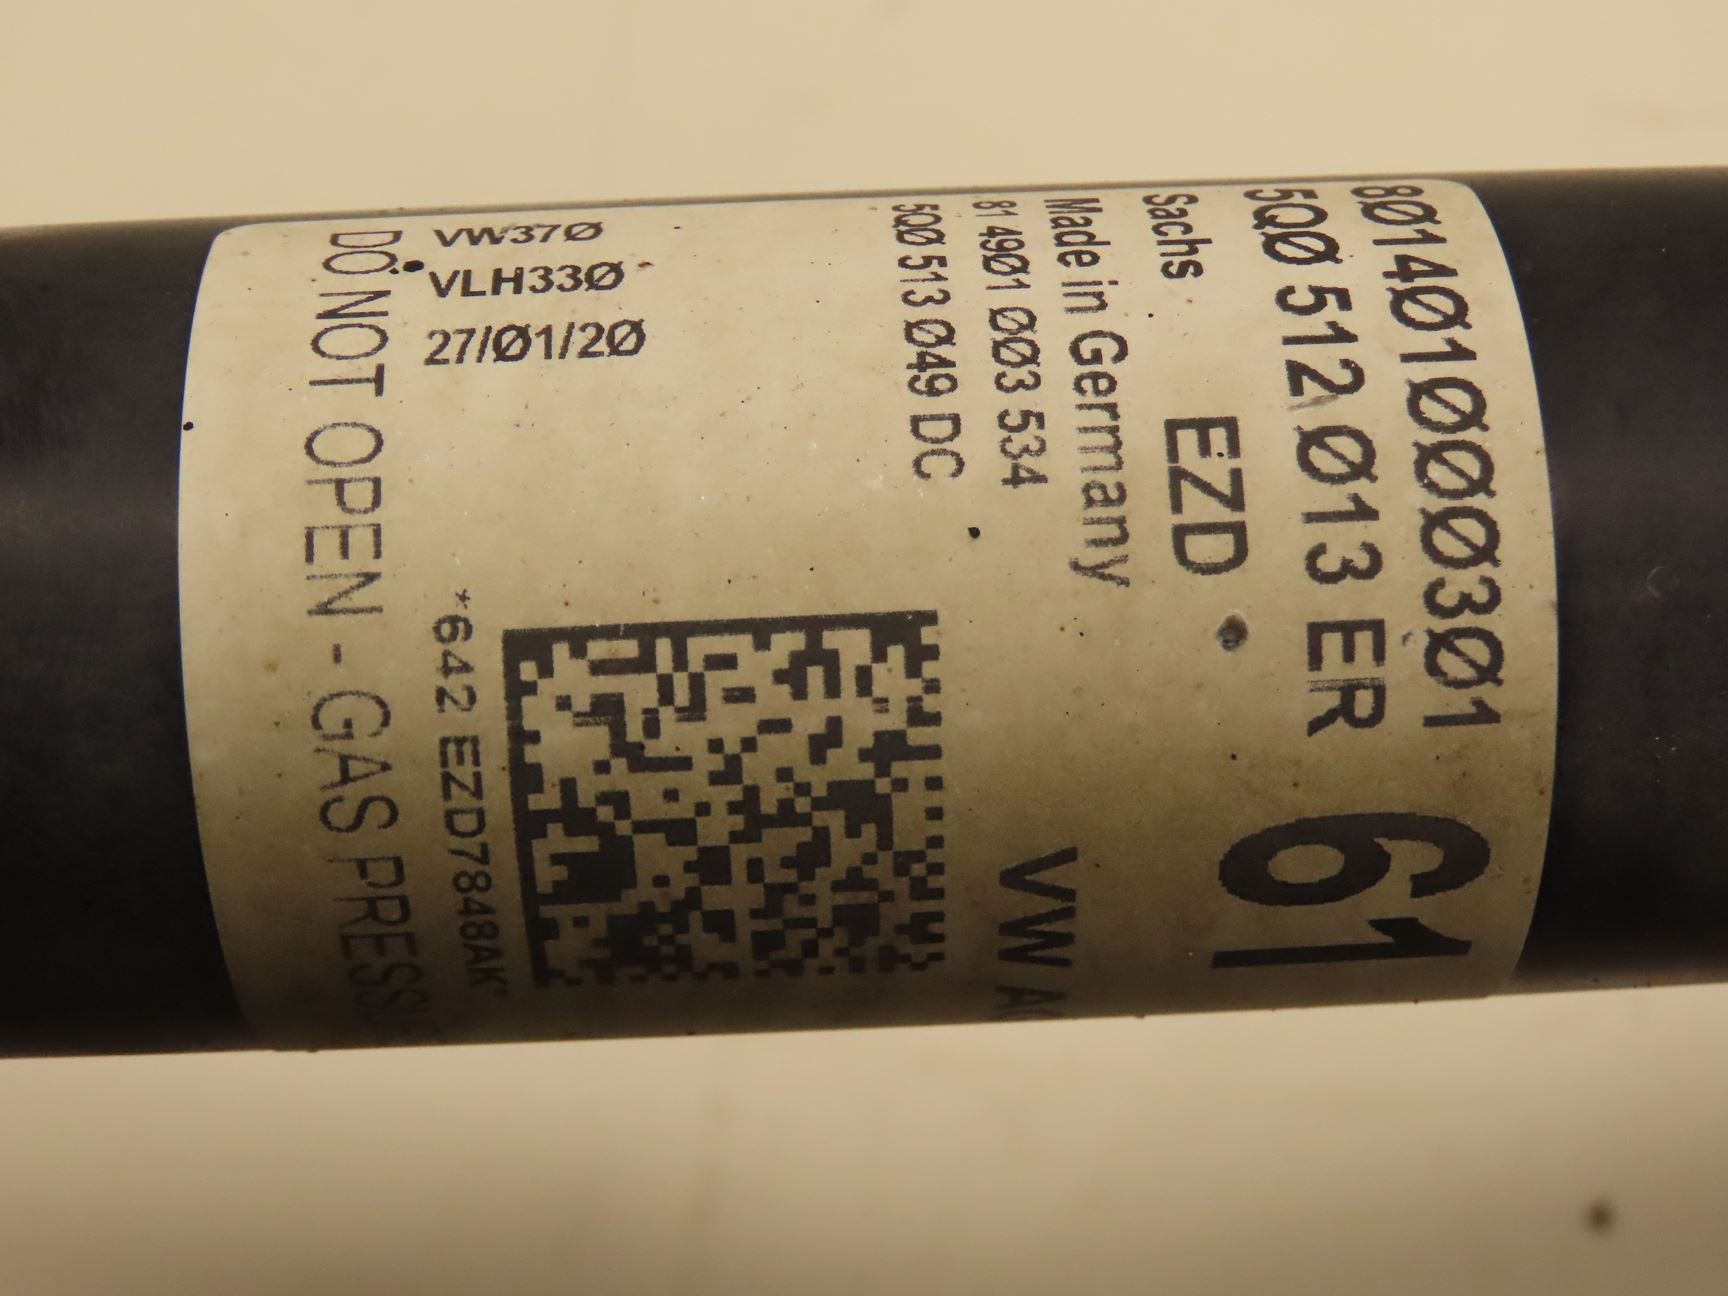 801401000301
5Q0 512 013 ER
61
Sachs
EZD
Made in Germany
81 4901 003 534
VW
5Q0 513 049 DC
*642 EZD7848AK*
DO NOT OPEN - GAS
VW370
VLH330
27/01/20